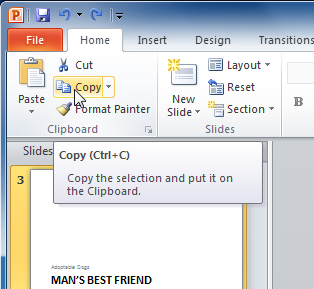 File Home Insert Design Transitions
Cut
Copy
Format Painter
Paste
Clipboard
New
Slide
Layout
Reset
Section
Slides
B
Copy (Ctrl+C)
Copy the selection and put it on
the Clipboard.
Slides
3
Adoptable Dogs
MAN'S BEST FRIEND